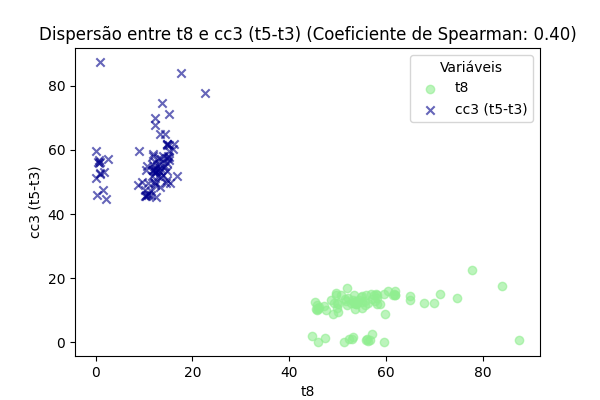 Dispersão entre t8 e cc3 (t5-t3) (Coeficiente de Spearman: 0.40)
Variáveis
t8
cc3 (t5-t3)
cc3 (t5-t3)
80
60
40
20
0
0 20 40 60 80
t8